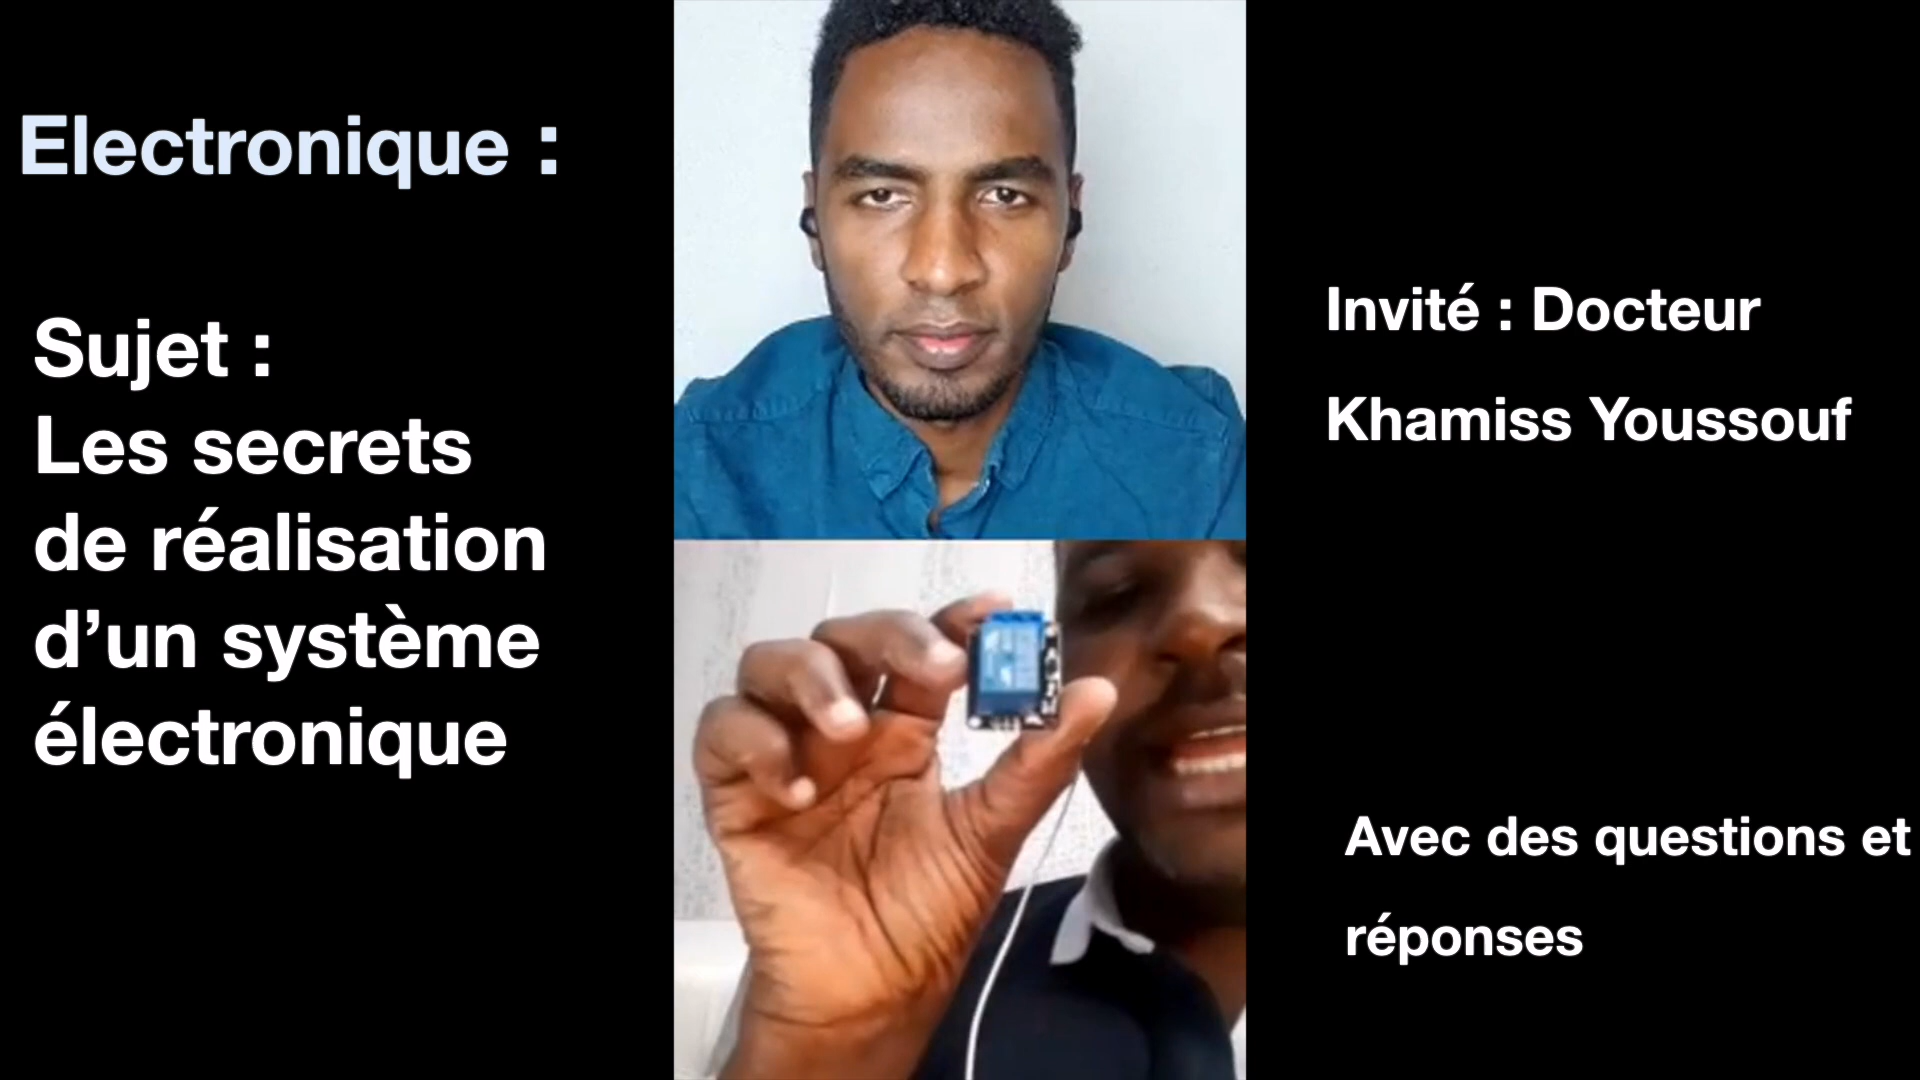 Electronique :
Sujet :
Les secrets
de réalisation
d’un système
électronique
Invité : Docteur
Khamiss Youssouf
Avec des questions et
réponses